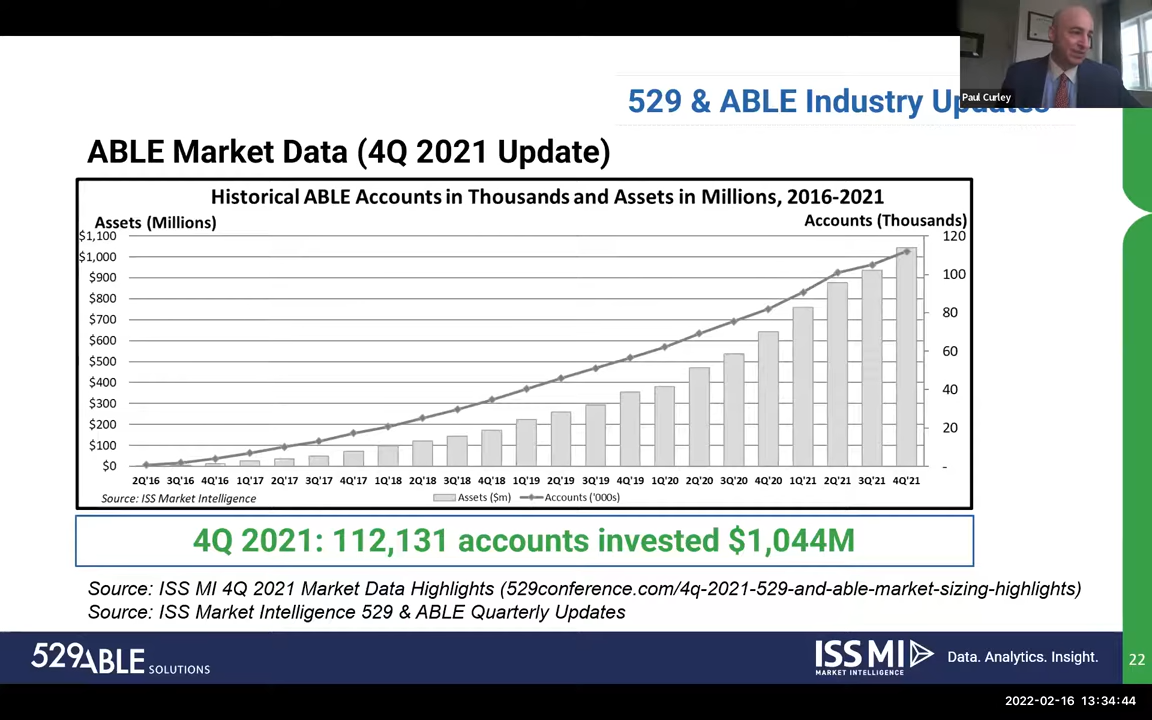 Paul Curley
529 & ABLE Industry Updates
ABLE Market Data (4Q 2021 Update)
Historical ABLE Accounts in Thousands and Assets in Millions, 2016-2021
Assets (Millions)
Accounts (Thousands)
$1,100
$1,000
$900
$800
$700
$600
$500
$400
$300
$200
$100
$0
120
100
80
60
40
20
-
2Q'16 3Q'16 4Q'16 1Q'17 2Q'17 3Q'17 4Q'17 1Q'18 2Q'18 3Q'18 4Q'18 1Q'19 2Q'19 3Q'19 4Q'19 1Q'20 2Q'20 3Q'20 4Q'20 1Q'21 2Q'21 3Q'21 4Q'21
Source: ISS Market Intelligence
Assets ($m) Accounts ('000s)
4Q 2021: 112,131 accounts invested $1,044M
Source: ISS MI 4Q 2021 Market Data Highlights (529conference.com/4q-2021-529-and-able-market-sizing-highlights)
Source: ISS Market Intelligence 529 & ABLE Quarterly Updates
529ABLE SOLUTIONS
ISS MI
MARKET INTELLIGENCE
Data. Analytics. Insight.
22
2022-02-16 13:34:44